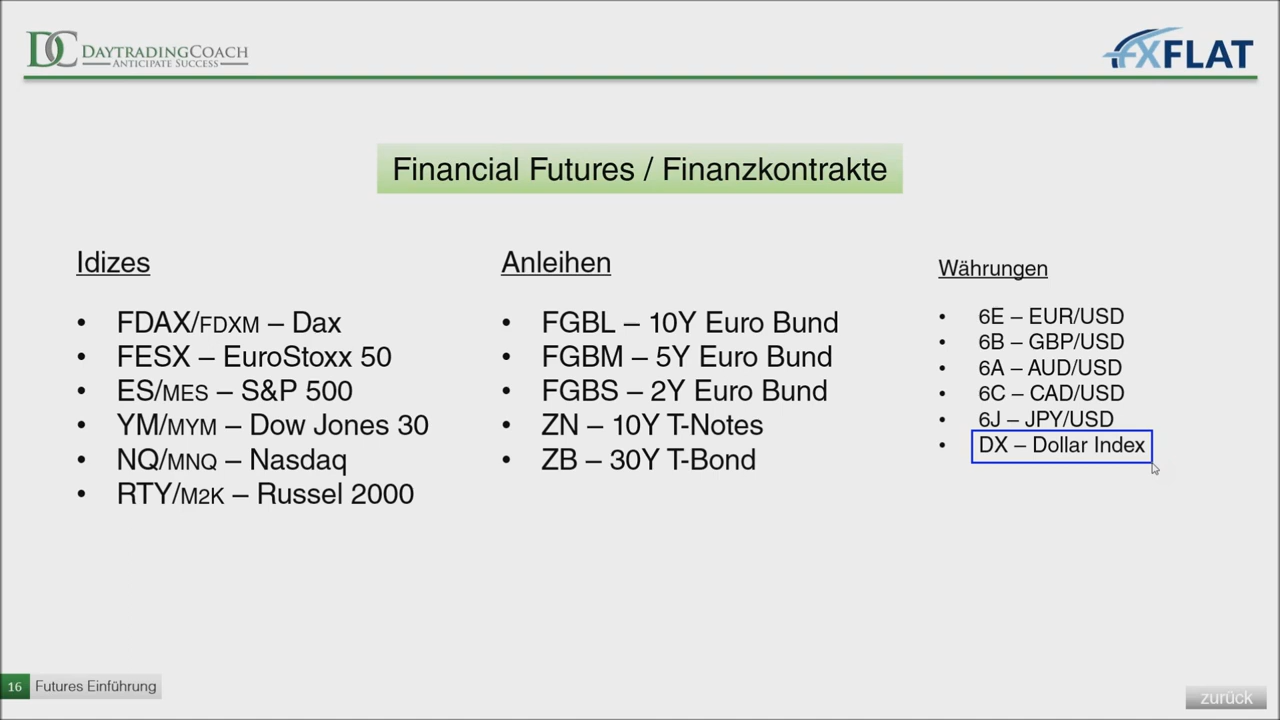 DC DAYTRADINGCOACH
ANTICIPATE SUCCESS
FXFLAT
Financial Futures / Finanzkontrakte
Idizes
• FDAX/FDXM – Dax
• FESX – EuroStoxx 50
• ES/MES – S&P 500
• YM/MYM – Dow Jones 30
• NQ/MNQ – Nasdaq
• RTY/M2K – Russel 2000
Anleihen
• FGBL – 10Y Euro Bund
• FGBM – 5Y Euro Bund
• FGBS – 2Y Euro Bund
• ZN – 10Y T-Notes
• ZB – 30Y T-Bond
Währungen
• 6E – EUR/USD
• 6B – GBP/USD
• 6A – AUD/USD
• 6C – CAD/USD
• 6J – JPY/USD
• DX – Dollar Index
16 Futures Einführung
zurück